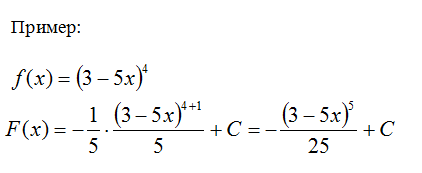 Пример:
f(x) = (3 − 5x)⁴
F(x) = −1/5 · (3 − 5x)⁴⁺¹/5 + C = −(3 − 5x)⁵/25 + C